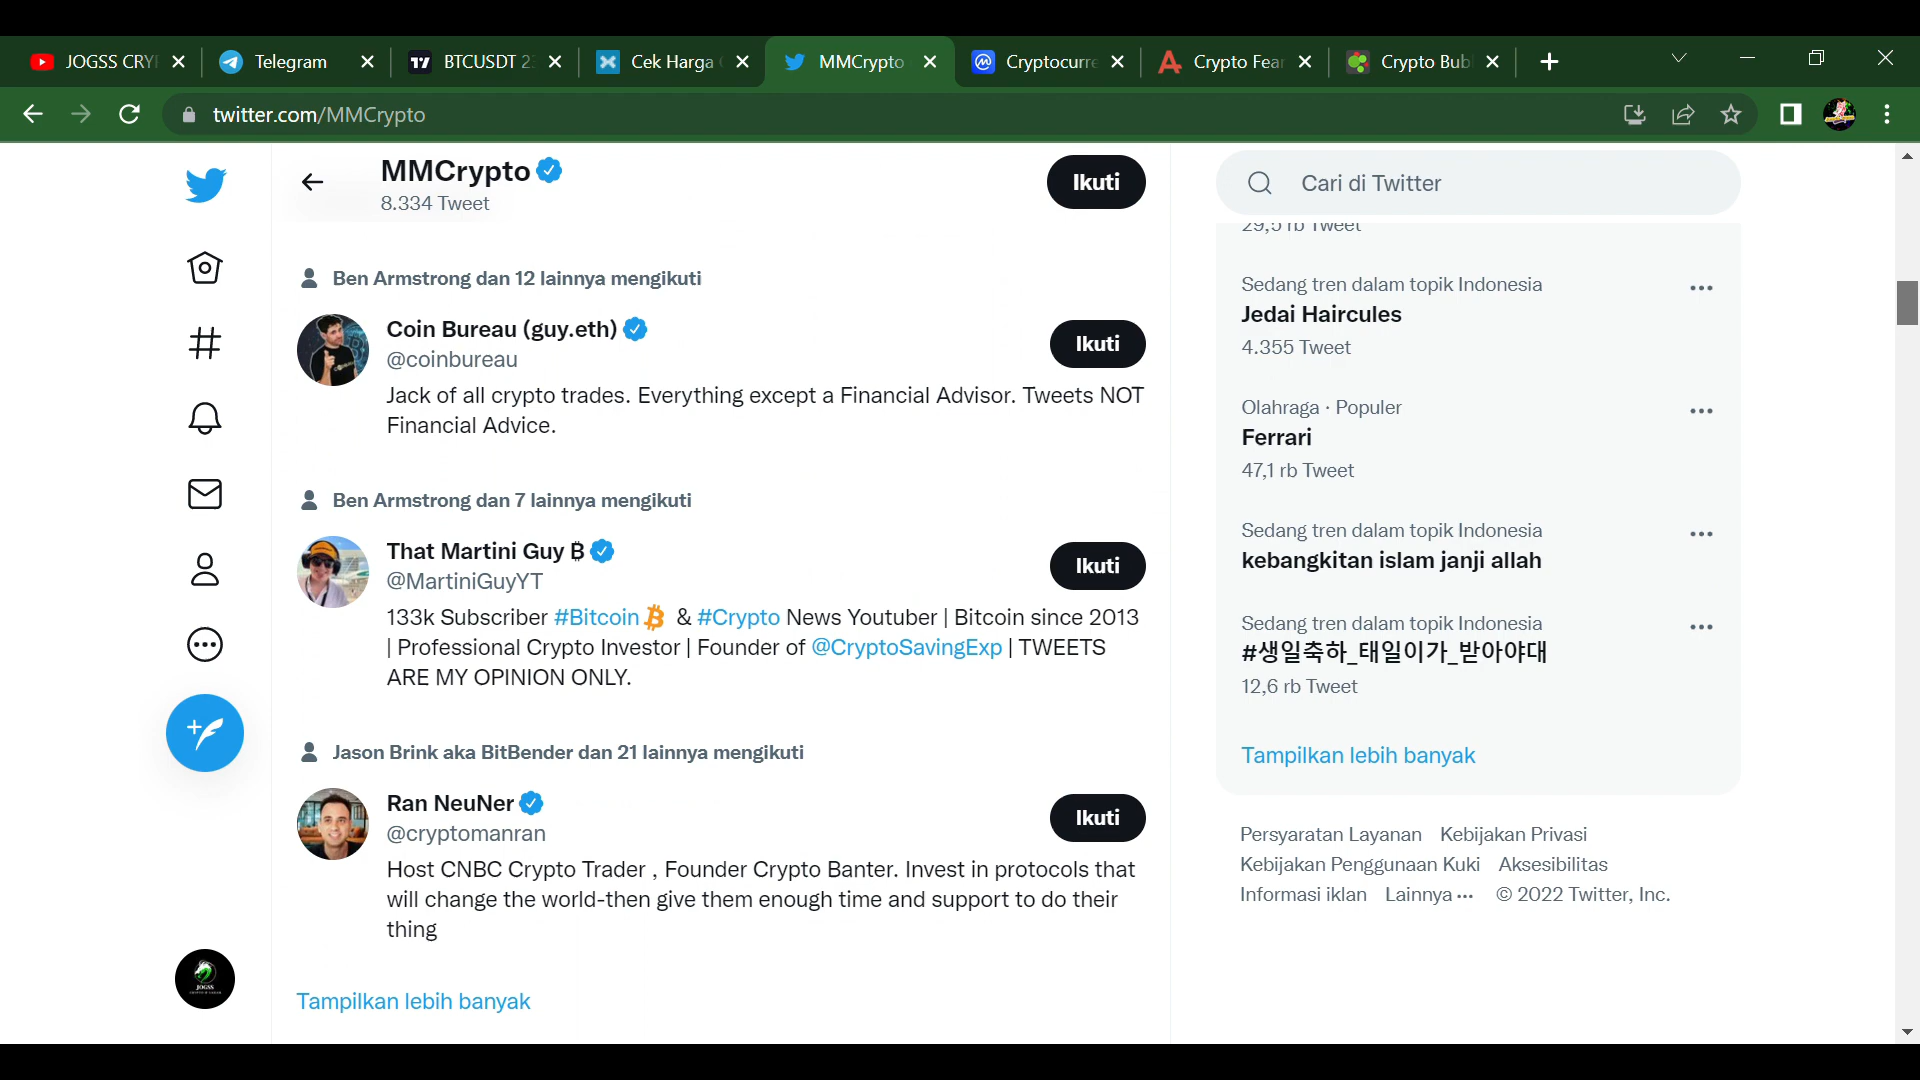 JOGSS CRY
Telegram
BTCUSDT 2
Cek Harga
MMCrypto
Cryptocurre
Crypto Fear
Crypto Bub
twitter.com/MMCrypto
MMCrypto
8.334 Tweet
Ikuti
Cari di Twitter
29,5 rb Tweet
Ben Armstrong dan 12 lainnya mengikuti
Coin Bureau (guy.eth)
@coinbureau
Ikuti
Jack of all crypto trades. Everything except a Financial Advisor. Tweets NOT
Financial Advice.
Ben Armstrong dan 7 lainnya mengikuti
That Martini Guy ₿
@MartiniGuyYT
Ikuti
133k Subscriber #Bitcoin & #Crypto News Youtuber | Bitcoin since 2013
| Professional Crypto Investor | Founder of @CryptoSavingExp | TWEETS
ARE MY OPINION ONLY.
Jason Brink aka BitBender dan 21 lainnya mengikuti
Ran NeuNer
@cryptomanran
Ikuti
Host CNBC Crypto Trader , Founder Crypto Banter. Invest in protocols that
will change the world-then give them enough time and support to do their
thing
Tampilkan lebih banyak
Sedang tren dalam topik Indonesia
Jedai Haircules
4.355 Tweet
Olahraga · Populer
Ferrari
47,1 rb Tweet
Sedang tren dalam topik Indonesia
kebangkitan islam janji allah
Sedang tren dalam topik Indonesia
#생일축하_태일이가_받아야대
12,6 rb Tweet
Tampilkan lebih banyak
Persyaratan Layanan Kebijakan Privasi
Kebijakan Penggunaan Kuki Aksesibilitas
Informasi iklan Lainnya ··· © 2022 Twitter, Inc.
JOGSS